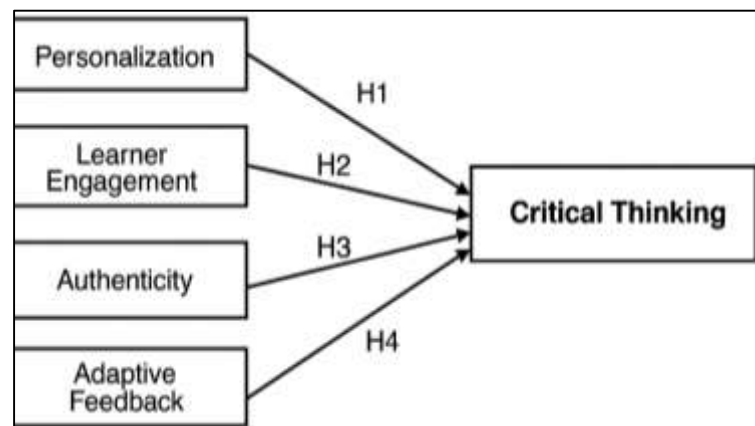 Personalization
H1
Learner
Engagement
H2
Critical Thinking
Authenticity
H3
Adaptive
Feedback
H4